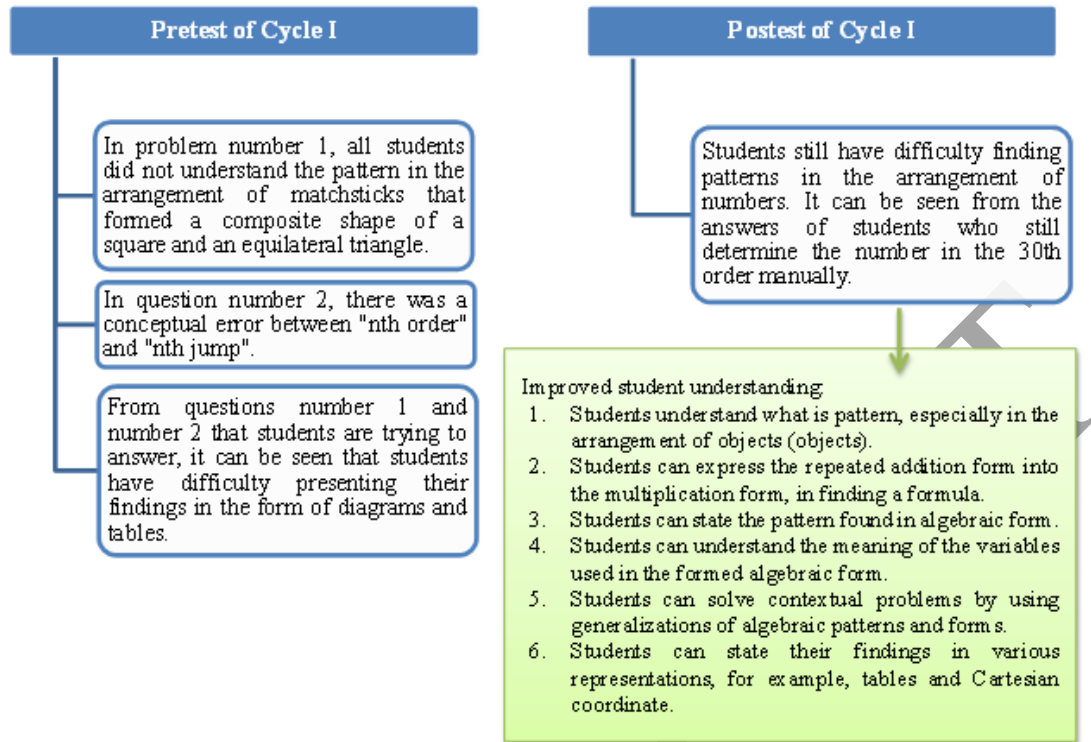 Pretest of Cycle I
In problem number 1, all students
did not understand the pattern in the
arrangement of matchsticks that
formed a composite shape of a
square and an equilateral triangle.
In question number 2, there was a
conceptual error between "nth order"
and "nth jump".
From questions number 1 and
number 2 that students are trying to
answer, it can be seen that students
have difficulty presenting their
findings in the form of diagrams and
tables.
Postest of Cycle I
Students still have difficulty finding
patterns in the arrangement of
numbers. It can be seen from the
answers of students who still
determine the number in the 30th
order manually.
Improved student understanding:
1. Students understand what is pattern, especially in the
arrangement of objects (objects).
2. Students can express the repeated addition form into
the multiplication form, in finding a formula.
3. Students can state the pattern found in algebraic form.
4. Students can understand the meaning of the variables
used in the formed algebraic form.
5. Students can solve contextual problems by using
generalizations of algebraic patterns and forms.
6. Students can state their findings in various
representations, for example, tables and Cartesian
coordinate.